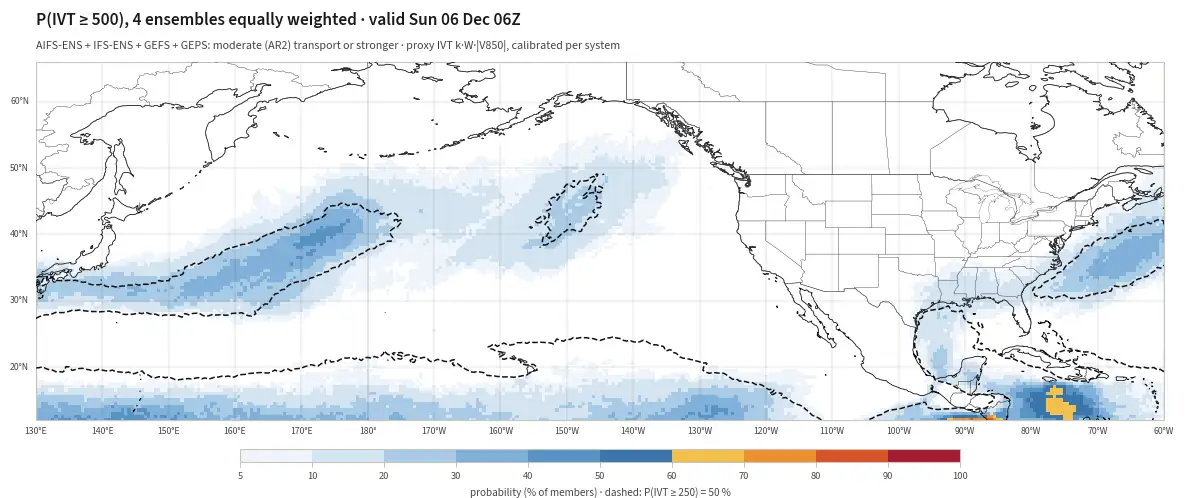 P(IVT ≥ 500), 4 ensembles equally weighted · valid Sun 06 Dec 06Z
AIFS-ENS + IFS-ENS + GEFS + GEPS: moderate (AR2) transport or stronger · proxy IVT k·W·|V850|, calibrated per system
60°N
50°N
40°N
30°N
20°N
130°E 140°E 150°E 160°E 170°E 180° 170°W 160°W 150°W 140°W 130°W 120°W 110°W 100°W 90°W 80°W 70°W 60°W
5 10 20 30 40 50 60 70 80 90 100
probability (% of members) · dashed: P(IVT ≥ 250) = 50 %